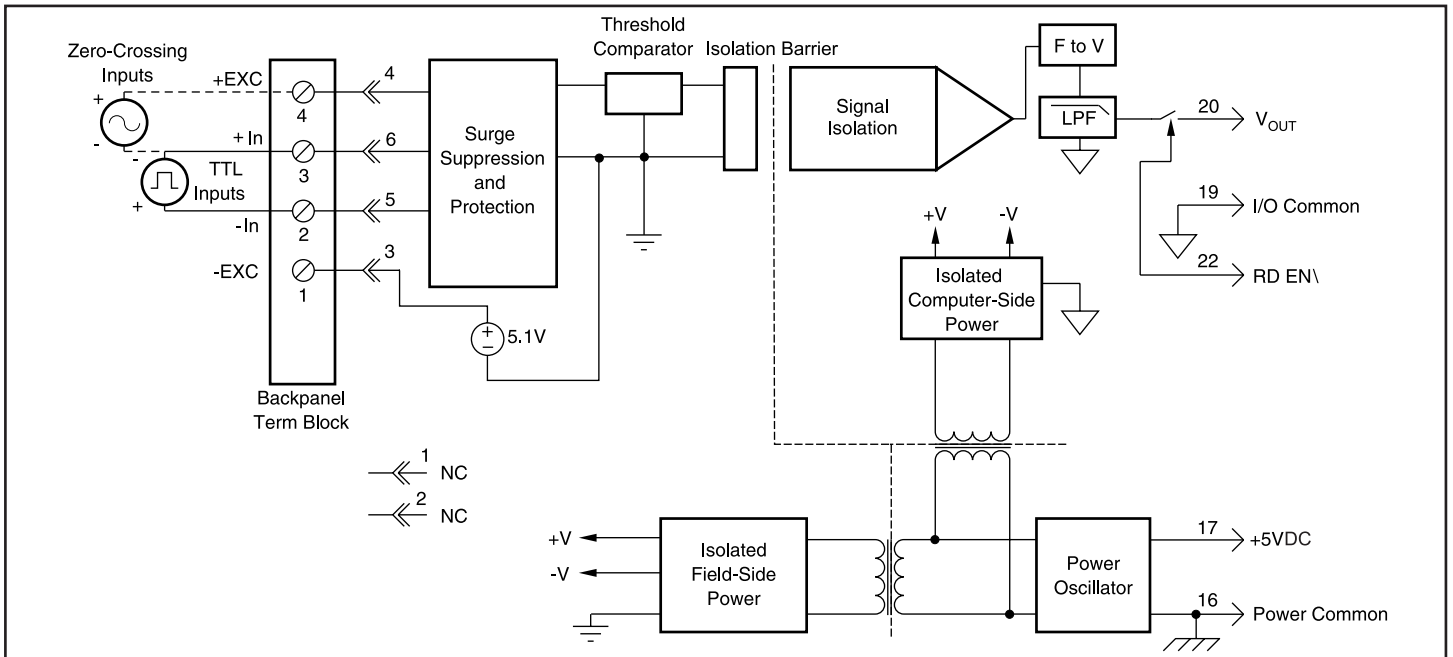 Zero-Crossing
Inputs
+
-
+EXC
4
4
+ In
3
6
-
TTL
Inputs
+
- In
2
5
-EXC
1
3
Backpanel
Term Block
Surge
Suppression
and
Protection
+
−
5.1V
Threshold
Comparator
Isolation Barrier
Signal
Isolation
F to V
LPF
20
VOUT
19
I/O Common
22
RD EN\
+V
-V
Isolated
Computer-Side
Power
1
NC
2
NC
+V
-V
Isolated
Field-Side
Power
Power
Oscillator
17
+5VDC
16
Power Common